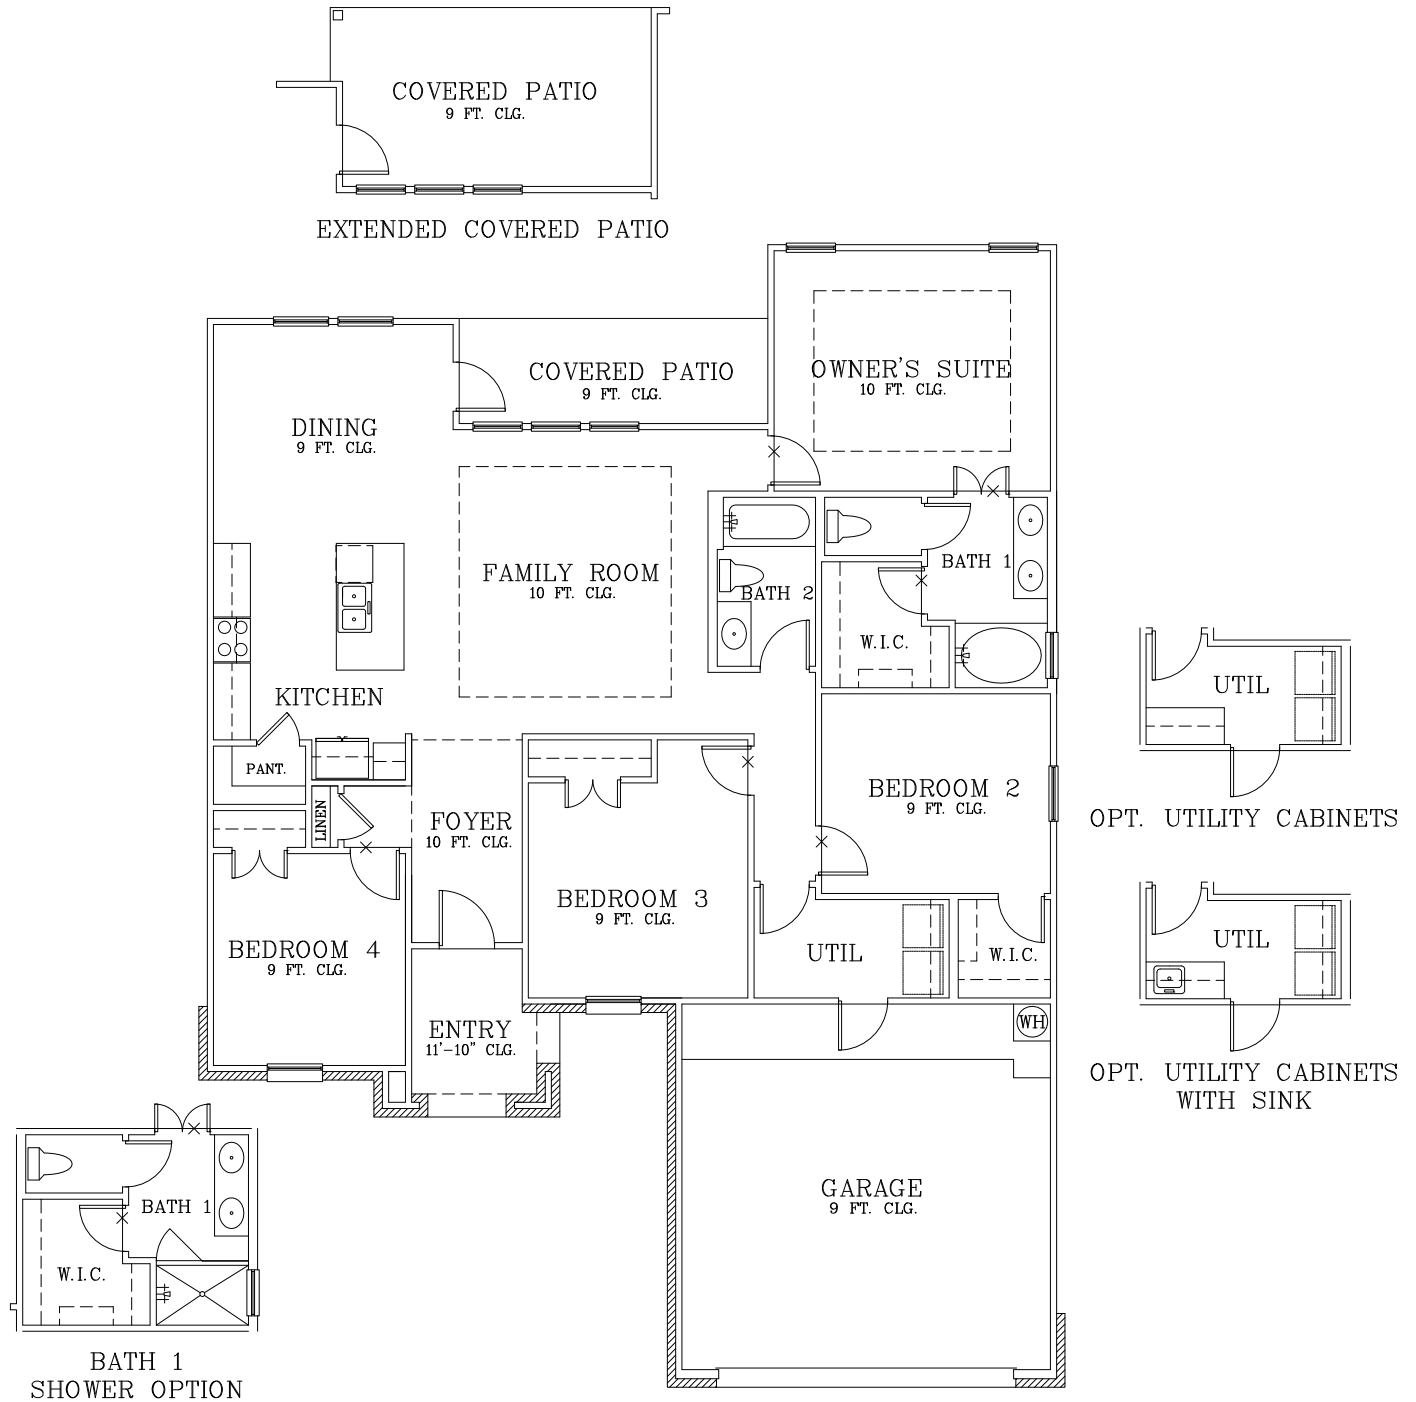 COVERED PATIO
9 FT. CLG.
EXTENDED COVERED PATIO
COVERED PATIO
9 FT. CLG.
OWNER'S SUITE
10 FT. CLG.
DINING
9 FT. CLG.
FAMILY ROOM
10 FT. CLG.
BATH 2
BATH 1
W.I.C.
KITCHEN
PANT.
LINEN
FOYER
10 FT. CLG.
BEDROOM 2
9 FT. CLG.
BEDROOM 3
9 FT. CLG.
BEDROOM 4
9 FT. CLG.
UTIL
W.I.C.
ENTRY
11'-10" CLG.
WH
GARAGE
9 FT. CLG.
UTIL
OPT. UTILITY CABINETS
UTIL
OPT. UTILITY CABINETS
WITH SINK
BATH 1
W.I.C.
BATH 1
SHOWER OPTION